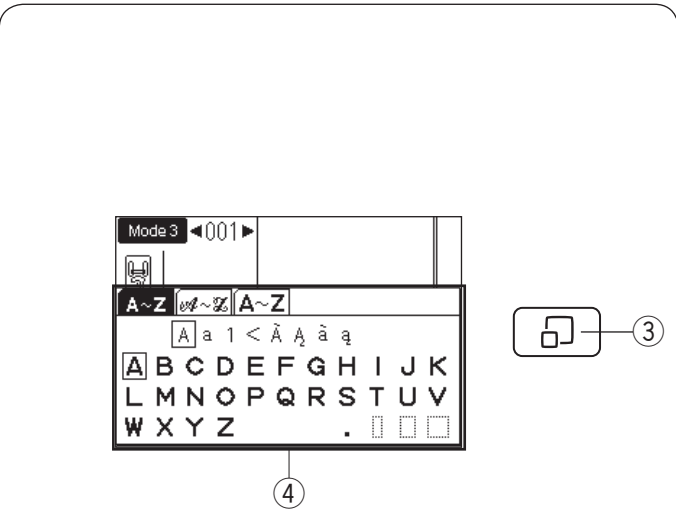 Mode 3 ◀001▶
A~Z 𝒜~𝒵 A~Z
A a 1 < Ã Ą ã ą
A B C D E F G H I J K
L M N O P Q R S T U V
W X Y Z .
③
④